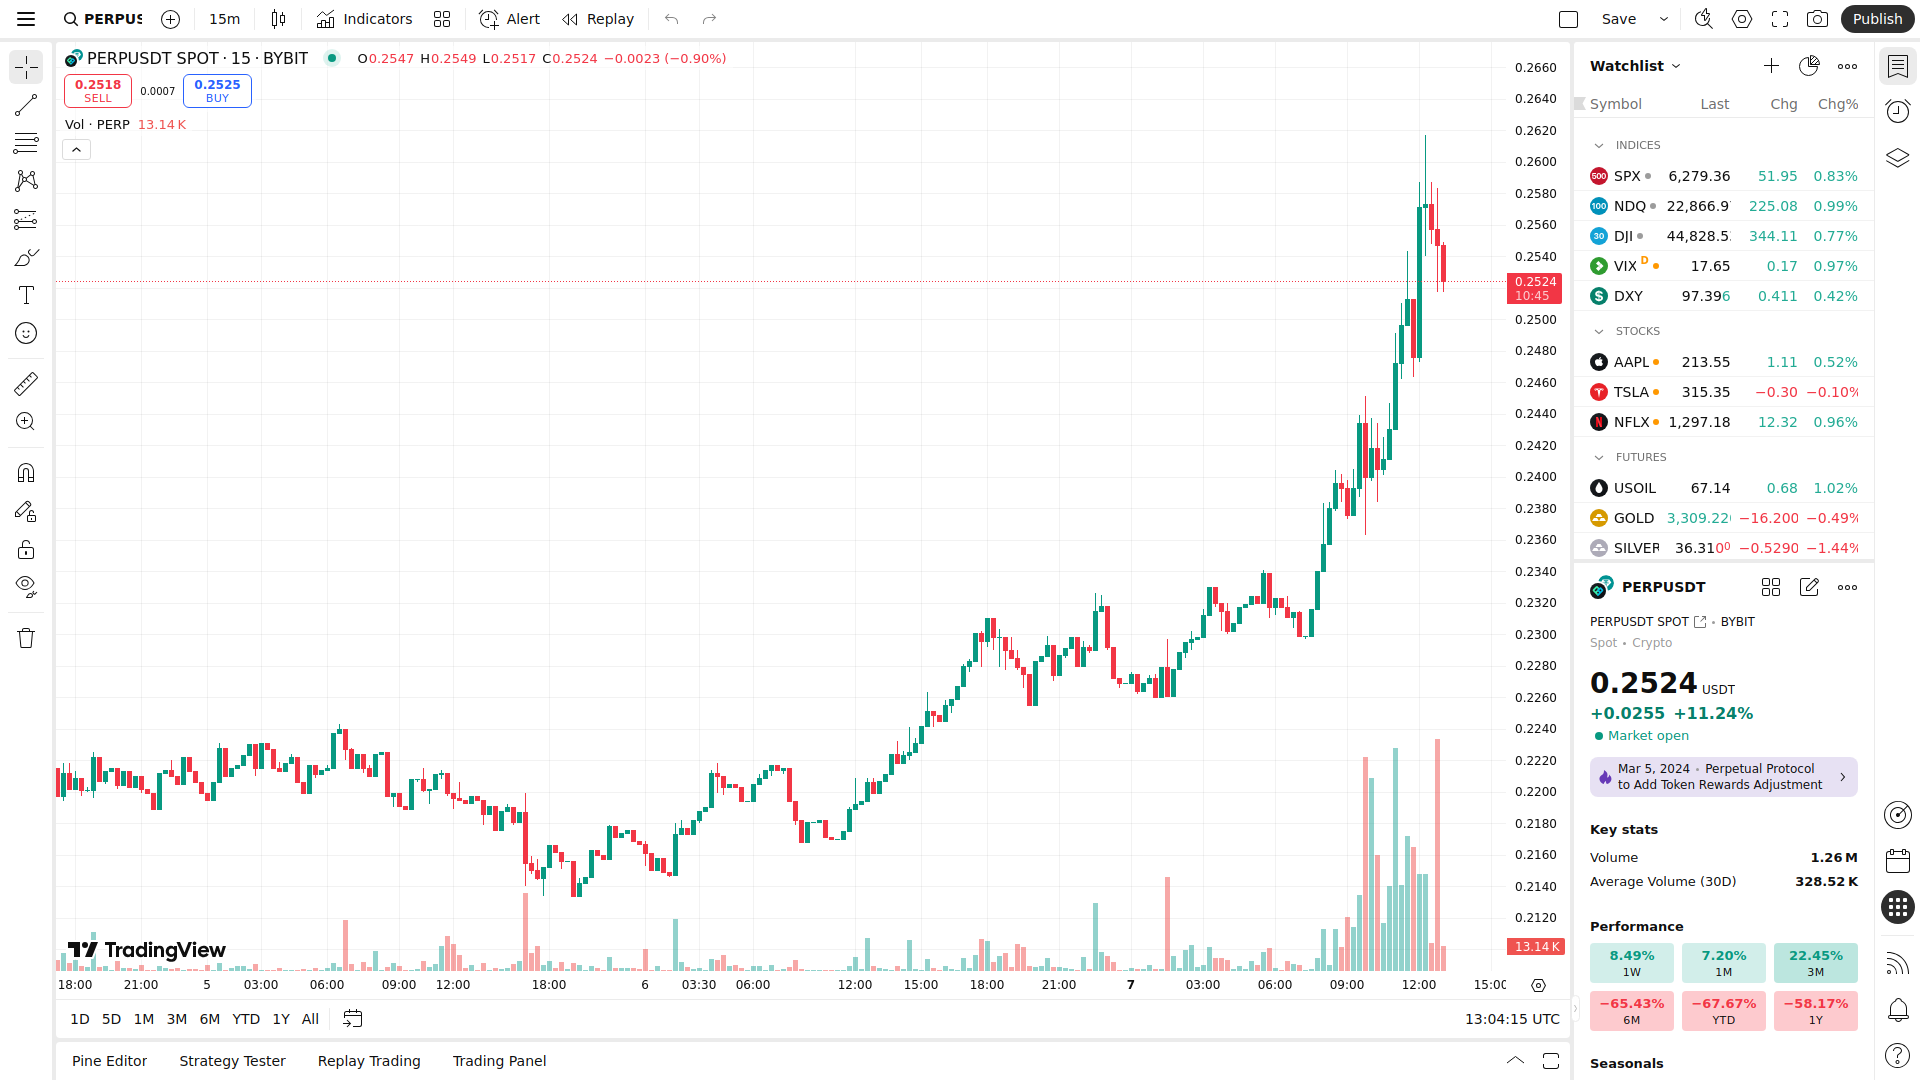 PERPUS
15m
Indicators
Alert
Replay
Save
Publish
PERPUSDT SPOT · 15 · BYBIT
O0.2547 H0.2549 L0.2517 C0.2524 −0.0023 (−0.90%)
0.2518
SELL
0.0007
0.2525
BUY
Vol · PERP 13.14 K
0.2660
0.2640
0.2620
0.2600
0.2580
0.2560
0.2540
0.2524
10:45
0.2500
0.2480
0.2460
0.2440
0.2420
0.2400
0.2380
0.2360
0.2340
0.2320
0.2300
0.2280
0.2260
0.2240
0.2220
0.2200
0.2180
0.2160
0.2140
0.2120
13.14 K
TradingView
18:00 21:00 5 03:00 06:00 09:00 12:00 18:00 6 03:30 06:00 12:00 15:00 18:00 21:00 7 03:00 06:00 09:00 12:00 15:00
1D 5D 1M 3M 6M YTD 1Y All
13:04:15 UTC
Pine Editor Strategy Tester Replay Trading Trading Panel
Watchlist
Symbol Last Chg Chg%
INDICES
500 SPX 6,279.36 51.95 0.83%
100 NDQ 22,866.9 225.08 0.99%
30 DJI 44,828.5 344.11 0.77%
VIX D 17.65 0.17 0.97%
$ DXY 97.396 0.411 0.42%
STOCKS
AAPL 213.55 1.11 0.52%
TSLA 315.35 −0.30 −0.10%
N NFLX 1,297.18 12.32 0.96%
FUTURES
USOIL 67.14 0.68 1.02%
GOLD 3,309.22 −16.200 −0.49%
SILVER 36.3100 −0.5290 −1.44%
PERPUSDT
PERPUSDT SPOT • BYBIT
Spot • Crypto
0.2524 USDT
+0.0255 +11.24%
Market open
Mar 5, 2024 • Perpetual Protocol
to Add Token Rewards Adjustment
Key stats
Volume 1.26 M
Average Volume (30D) 328.52 K
Performance
8.49% 7.20% 22.45%
1W 1M 3M
−65.43% −67.67% −58.17%
6M YTD 1Y
Seasonals